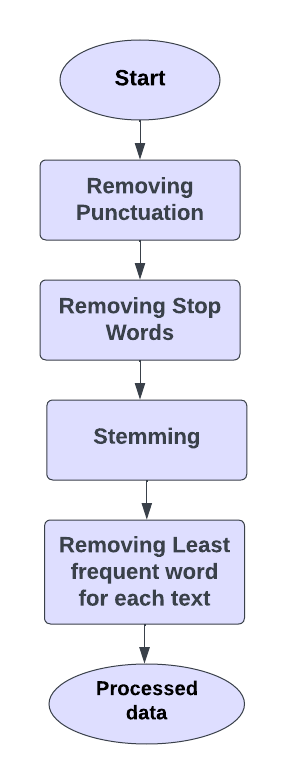 Start
Removing
Punctuation
Removing Stop
Words
Stemming
Removing Least
frequent word
for each text
Processed
data